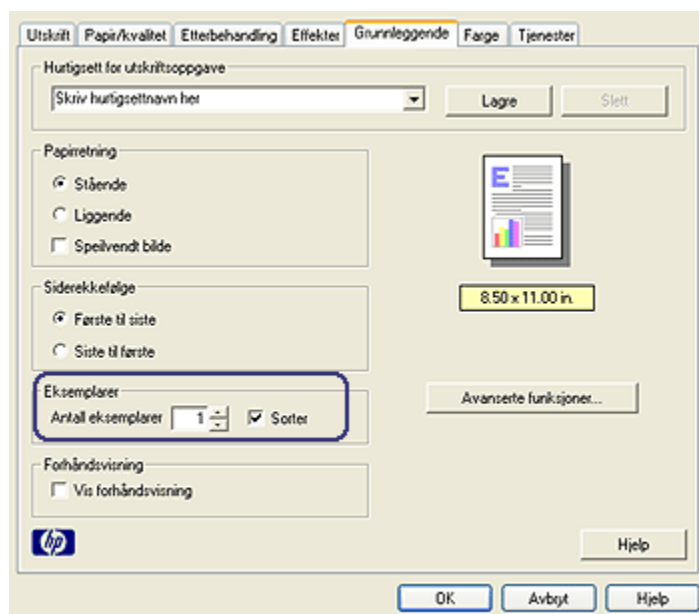 Utskrift Papir/kvalitet Etterbehandling Effekter Grunnleggende Farge Tjenester
Hurtigsett for utskriftsoppgave
Skriv hurtigsettnavn her Lagre Slett
Papirretning
Stående
Liggende
Speilvendt bilde
E
8.50 x 11.00 in.
Siderekkefølge
Første til siste
Siste til første
Eksemplarer
Antall eksemplarer 1 Sorter
Avanserte funksjoner...
Forhåndsvisning
Vis forhåndsvisning
hp
Hjelp
OK Avbryt Hjelp